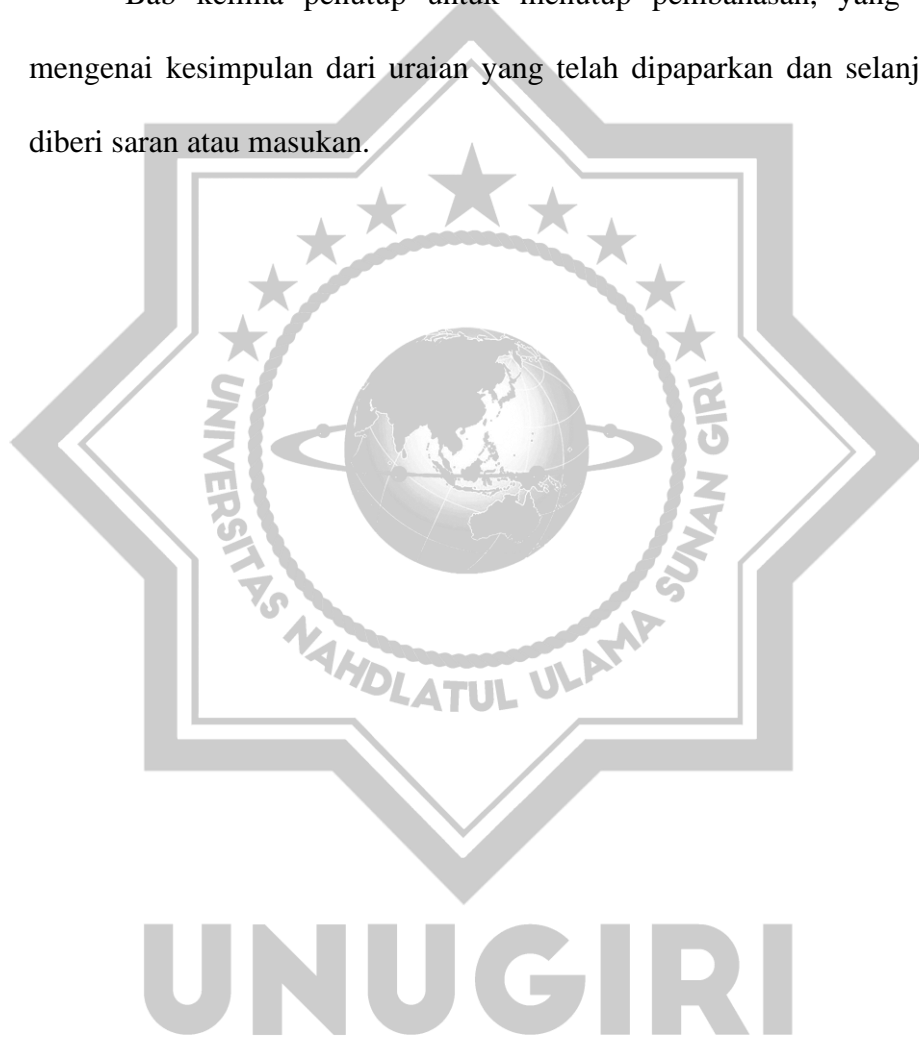 Bab kelima penutup untuk menutup pembahasan, yang
mengenai kesimpulan dari uraian yang telah dipaparkan dan selanj
diberi saran atau masukan.
UNIVERSITAS NAHDLATUL ULAMA SUNAN GIRI
UNUGIRI